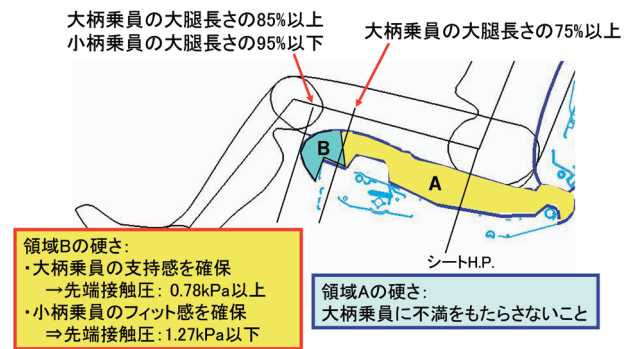 大柄乗員の大腿長さの85%以上
小柄乗員の大腿長さの95%以下
大柄乗員の大腿長さの75%以上
B
A
シートH.P.
領域Bの硬さ:
・大柄乗員の支持感を確保
→先端接触圧: 0.78kPa以上
・小柄乗員のフィット感を確保
⇒先端接触圧:1.27kPa以下
領域Aの硬さ:
大柄乗員に不満をもたらさないこと